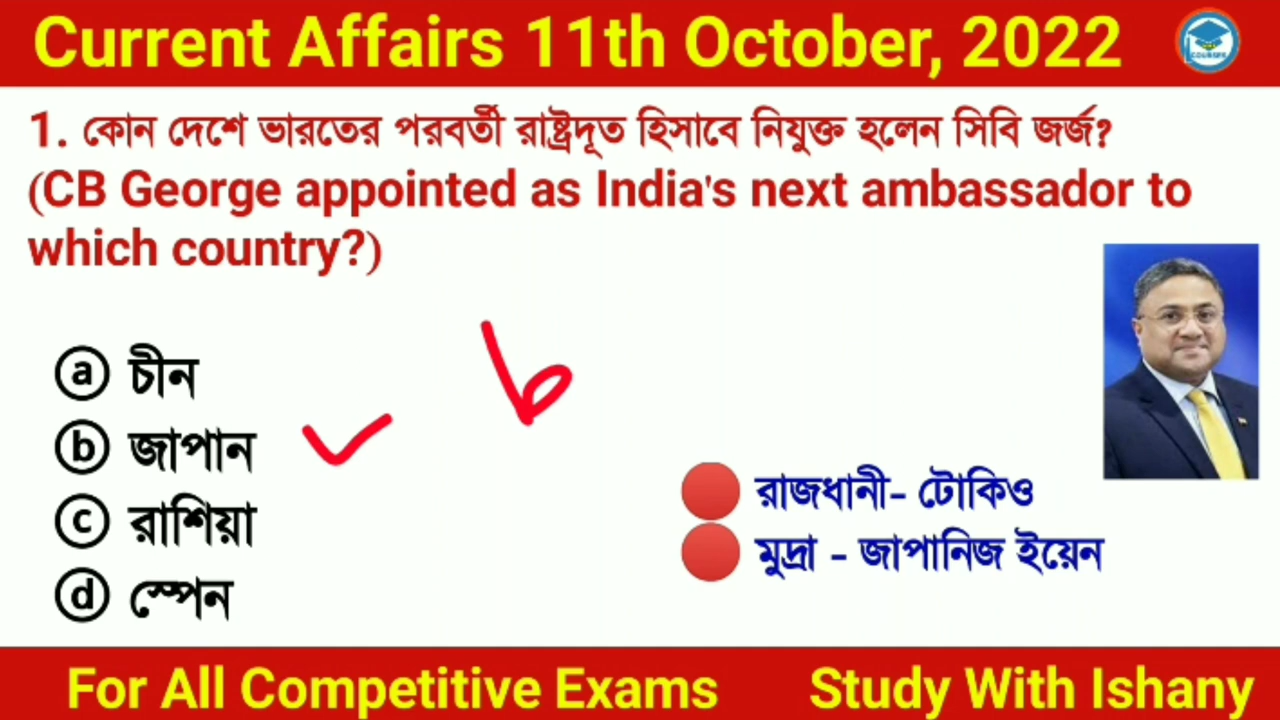 Current Affairs 11th October, 2022
1. কোন দেশে ভারতের পরবর্তী রাষ্ট্রদূত হিসাবে নিযুক্ত হলেন সিবি জর্জ?
(CB George appointed as India's next ambassador to
which country?)
ⓐ চীন
ⓑ জাপান
ⓒ রাশিয়া
ⓓ স্পেন
b
রাজধানী- টোকিও
মুদ্রা - জাপানিজ ইয়েন
For All Competitive Exams Study With Ishany